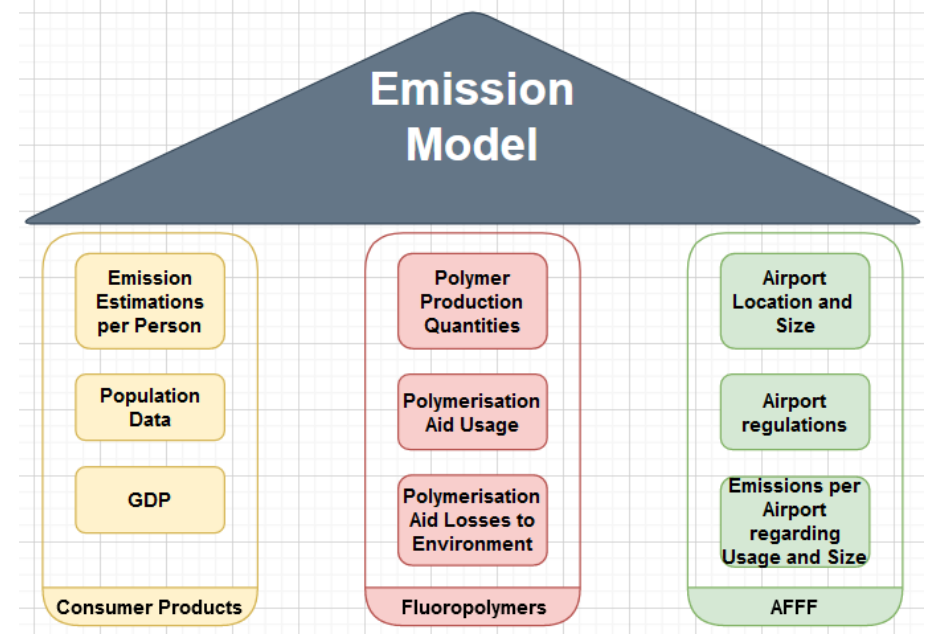 Emission
Model
Emission
Estimations
per Person
Population
Data
GDP
Consumer Products
Polymer
Production
Quantities
Polymerisation
Aid Usage
Polymerisation
Aid Losses to
Environment
Fluoropolymers
Airport
Location and
Size
Airport
regulations
Emissions per
Airport
regarding
Usage and Size
AFFF